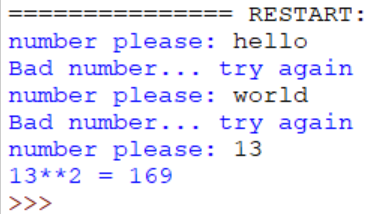 =============== RESTART:
number please: hello
Bad number... try again
number please: world
Bad number... try again
number please: 13
13**2 = 169
>>>